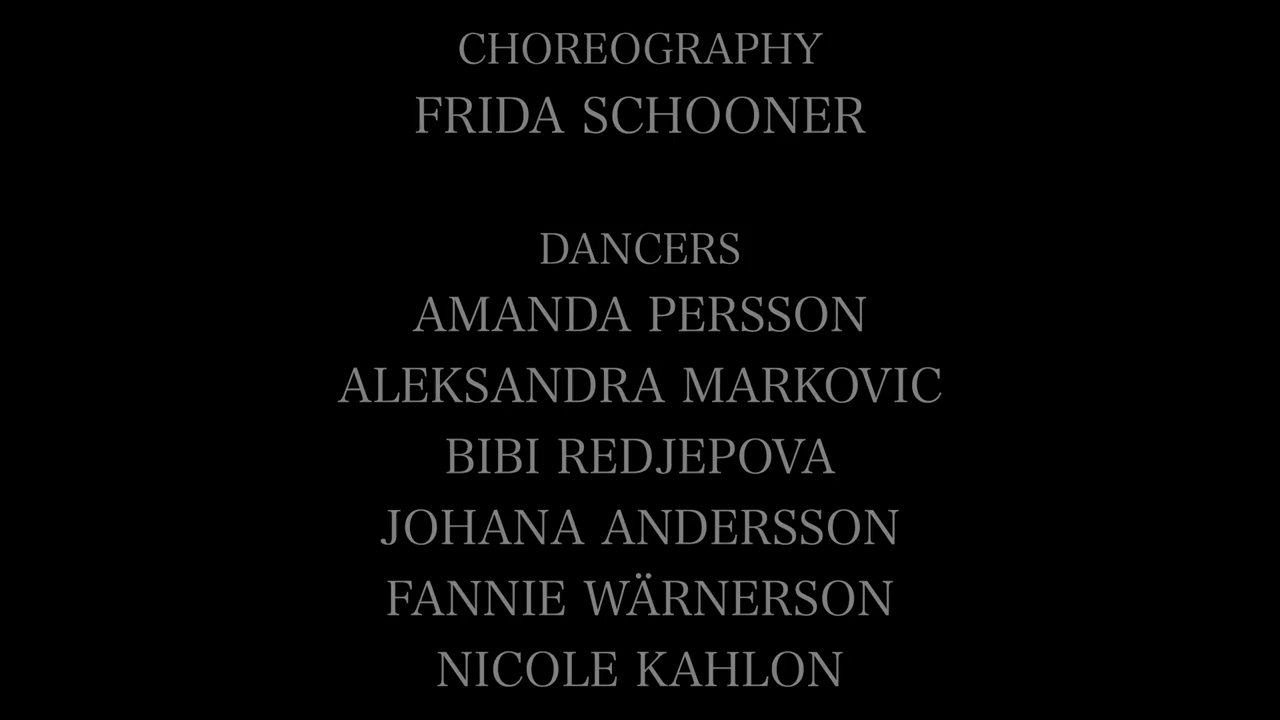 CHOREOGRAPHY
FRIDA SCHOONER
DANCERS
AMANDA PERSSON
ALEKSANDRA MARKOVIC
BIBI REDJEPOVA
JOHANA ANDERSSON
FANNIE WÄRNERSON
NICOLE KAHLON